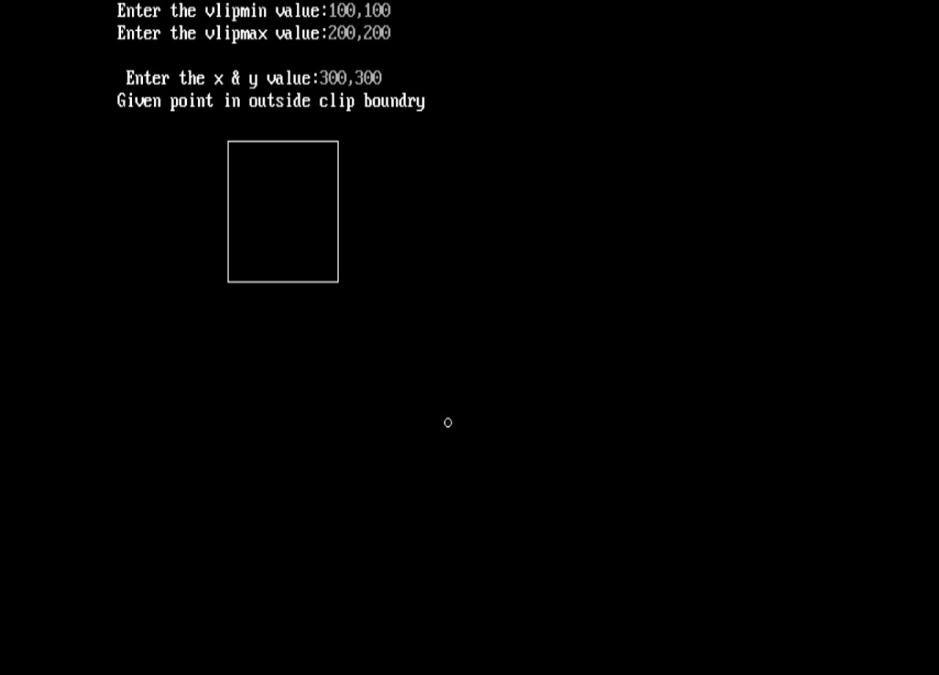 Enter the vlipmin value:100,100
Enter the vlipmax value:200,200
Enter the x & y value:300,300
Given point in outside clip boundry